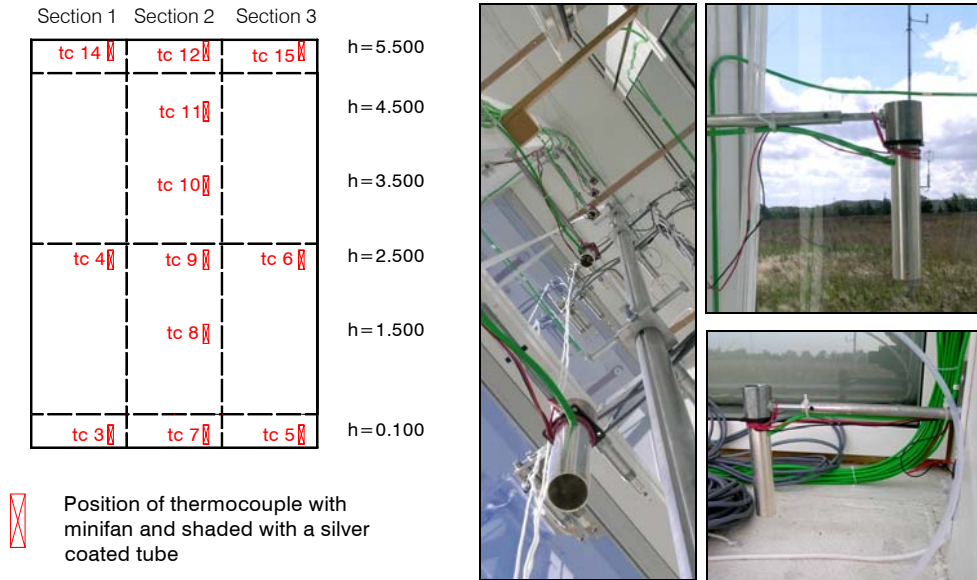 Section 1 Section 2 Section 3
tc 14 tc 12 tc 15 h=5.500
tc 11 h=4.500
tc 10 h=3.500
tc 4 tc 9 tc 6 h=2.500
tc 8 h=1.500
tc 3 tc 7 tc 5 h=0.100
Position of thermocouple with
minifan and shaded with a silver
coated tube